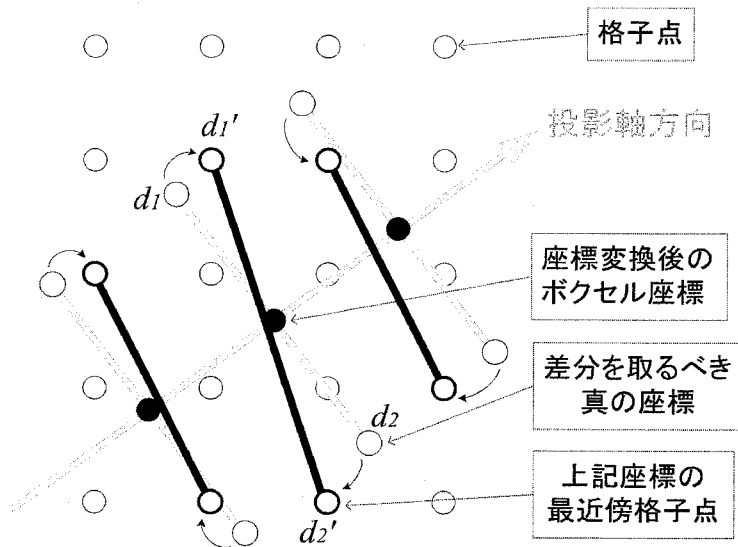 格子点
投影軸方向
d1'
d1
座標変換後の
ボクセル座標
差分を取るべき
真の座標
d2
上記座標の
最近傍格子点
d2'